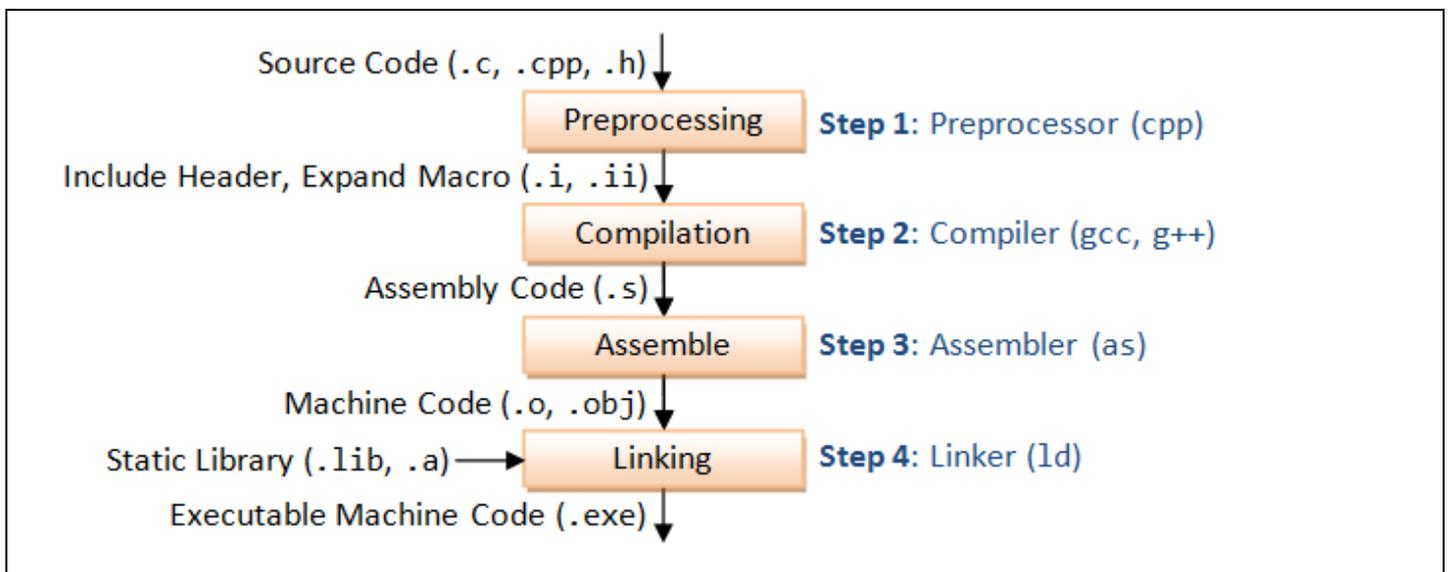 Source Code (.c, .cpp, .h)
Preprocessing
Step 1: Preprocessor (cpp)
Include Header, Expand Macro (.i, .ii)
Compilation
Step 2: Compiler (gcc, g++)
Assembly Code (.s)
Assemble
Step 3: Assembler (as)
Machine Code (.o, .obj)
Static Library (.lib, .a)
Linking
Step 4: Linker (ld)
Executable Machine Code (.exe)